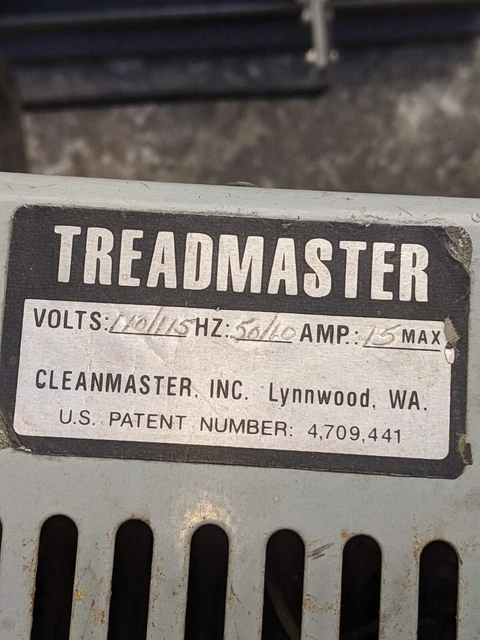 TREADMASTER
VOLTS: 110/115 HZ: 50/60 AMP.: 15 MAX
CLEANMASTER, INC. Lynnwood, WA.
U.S. PATENT NUMBER: 4,709,441